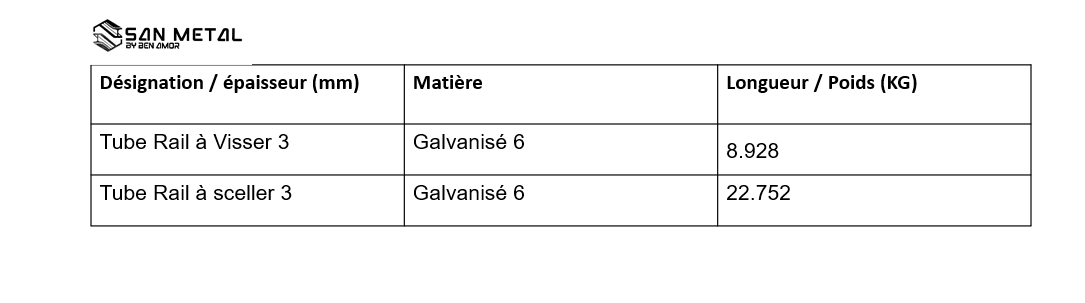 SAN METAL
BY BEN AMOR
Désignation / épaisseur (mm) Matière Longueur / Poids (KG)
Tube Rail à Visser 3 Galvanisé 6 8.928
Tube Rail à sceller 3 Galvanisé 6 22.752